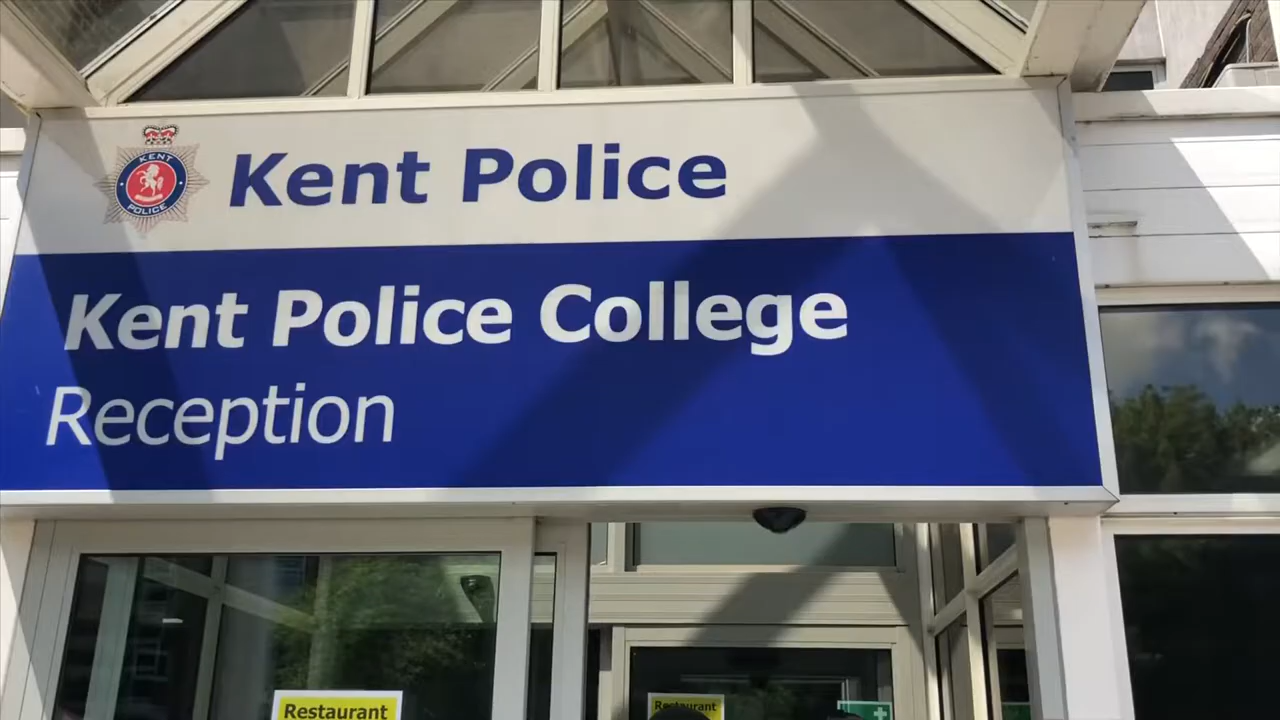 KENT
POLICE
Kent Police
Kent Police College
Reception
Restaurant
Restaurant